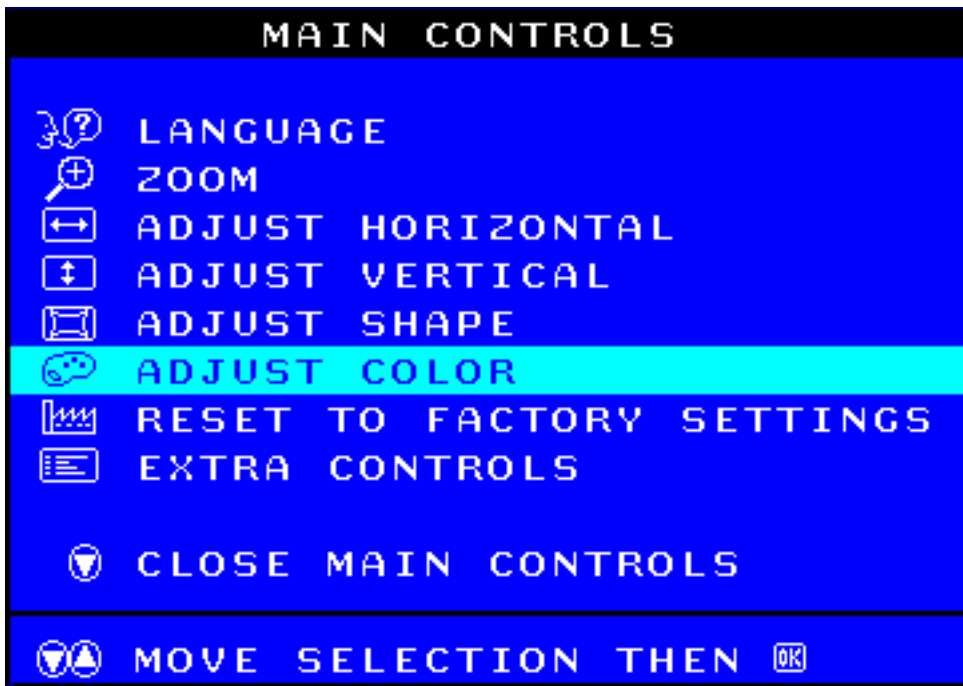 MAIN CONTROLS
LANGUAGE
ZOOM
ADJUST HORIZONTAL
ADJUST VERTICAL
ADJUST SHAPE
ADJUST COLOR
RESET TO FACTORY SETTINGS
EXTRA CONTROLS
CLOSE MAIN CONTROLS
MOVE SELECTION THEN OK